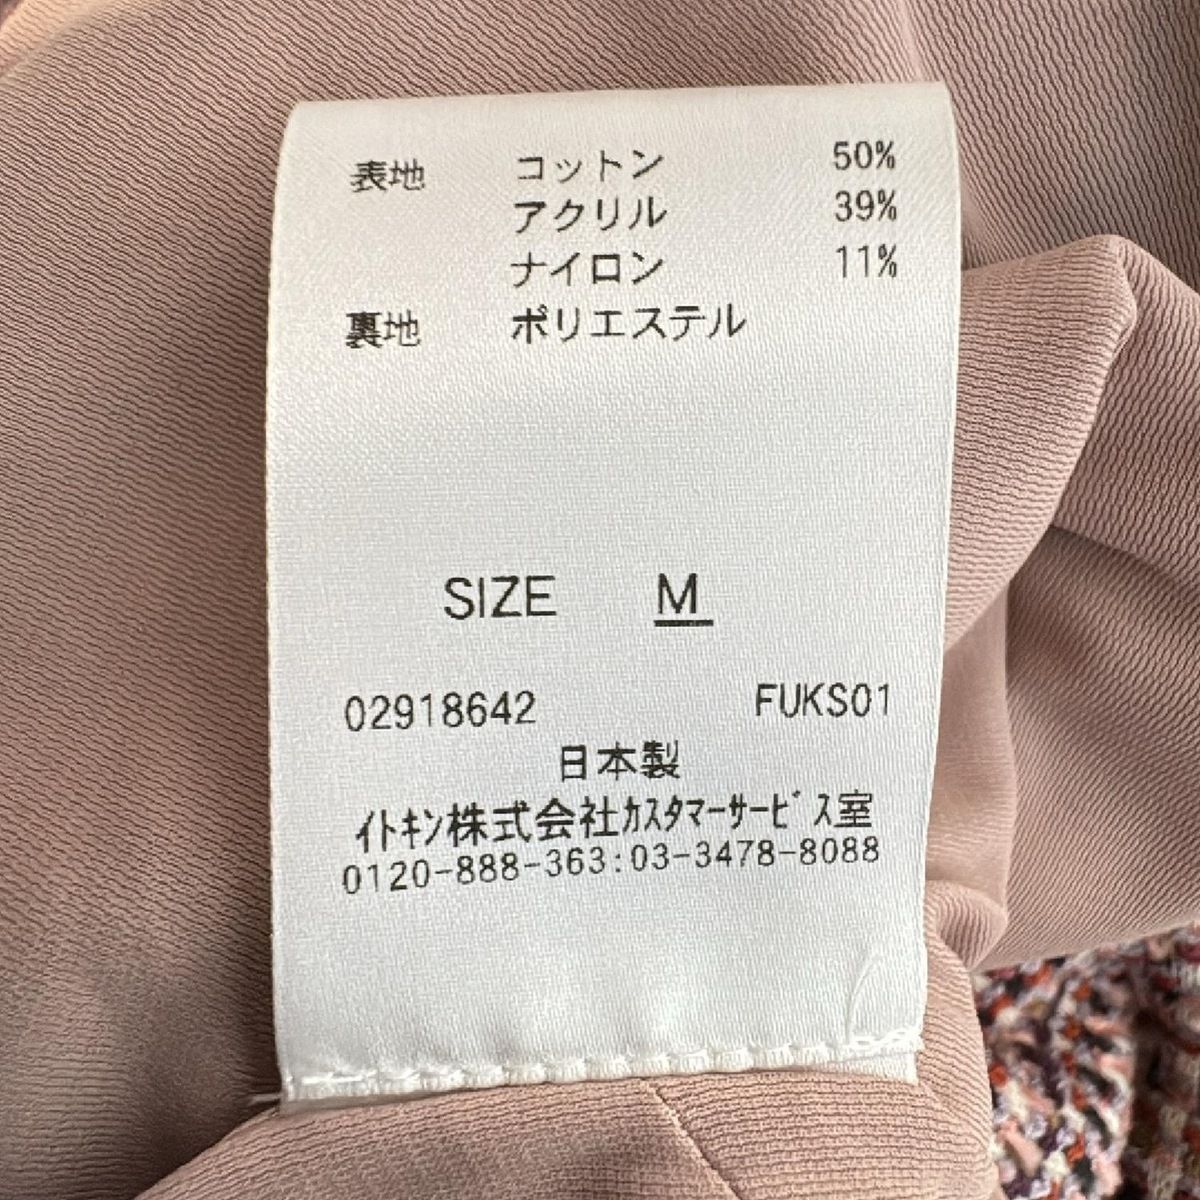 表地 コットン 50%
アクリル 39%
ナイロン 11%
裏地 ポリエステル
SIZE M
02918642 FUKS01
日本製
ｲﾄｷﾝ株式会社ｶｽﾀﾏｰｻｰﾋﾞｽ室
0120-888-363:03-3478-8088